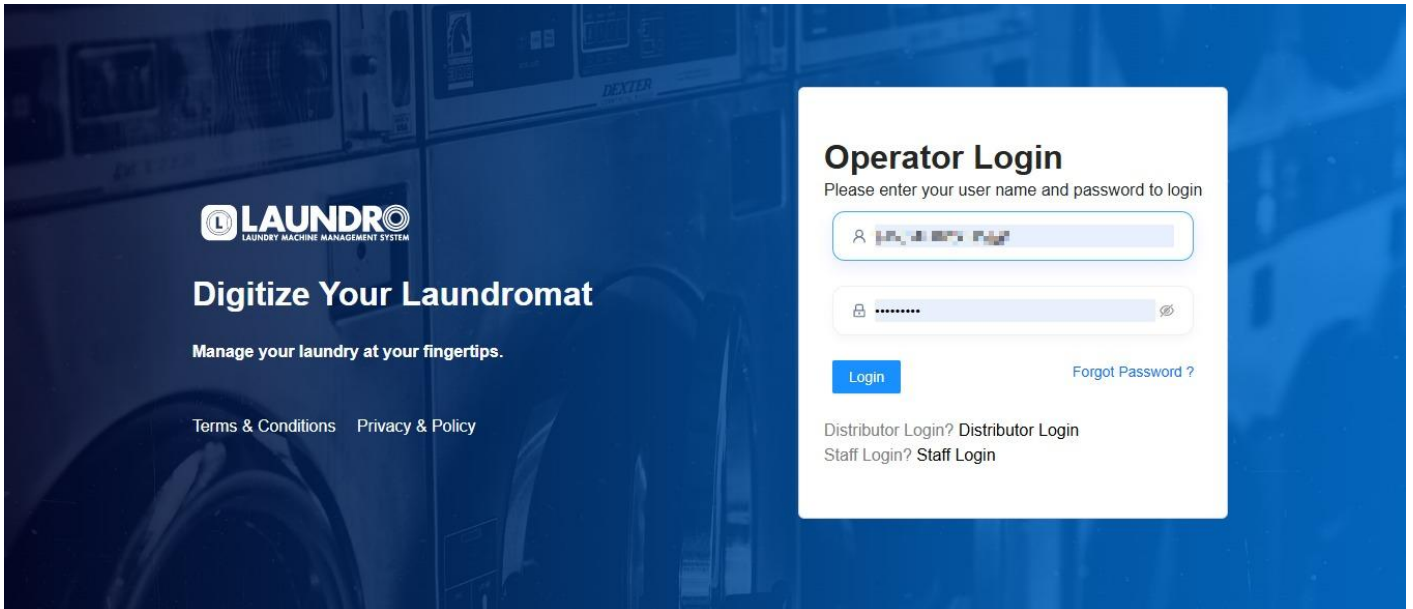 DEXTER
LAUNDRO
LAUNDRY MACHINE MANAGEMENT SYSTEM
Digitize Your Laundromat
Manage your laundry at your fingertips.
Terms & Conditions Privacy & Policy
Operator Login
Please enter your user name and password to login
•••••••••
Login
Forgot Password ?
Distributor Login? Distributor Login
Staff Login? Staff Login